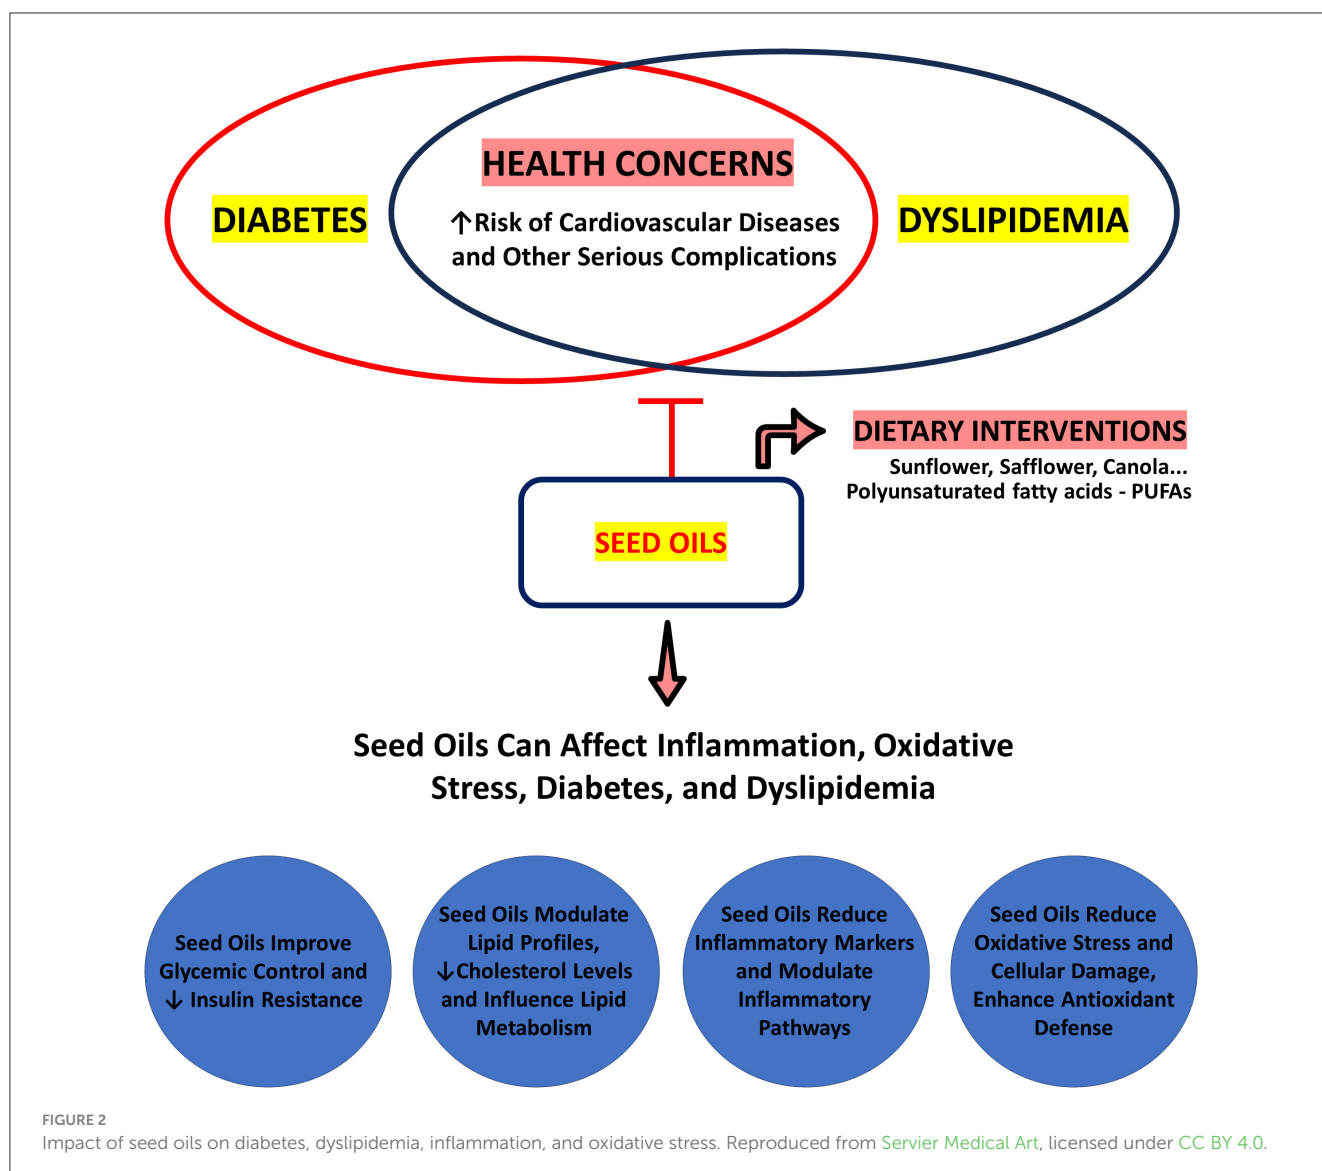 HEALTH CONCERNS
DIABETES
↑Risk of Cardiovascular Diseases
and Other Serious Complications
DYSLIPIDEMIA
DIETARY INTERVENTIONS
Sunflower, Safflower, Canola...
Polyunsaturated fatty acids - PUFAs
SEED OILS
Seed Oils Can Affect Inflammation, Oxidative
Stress, Diabetes, and Dyslipidemia
Seed Oils Improve
Glycemic Control and
↓ Insulin Resistance
Seed Oils Modulate
Lipid Profiles,
↓Cholesterol Levels
and Influence Lipid
Metabolism
Seed Oils Reduce
Inflammatory Markers
and Modulate
Inflammatory
Pathways
Seed Oils Reduce
Oxidative Stress and
Cellular Damage,
Enhance Antioxidant
Defense
FIGURE 2
Impact of seed oils on diabetes, dyslipidemia, inflammation, and oxidative stress. Reproduced from Servier Medical Art, licensed under CC BY 4.0.